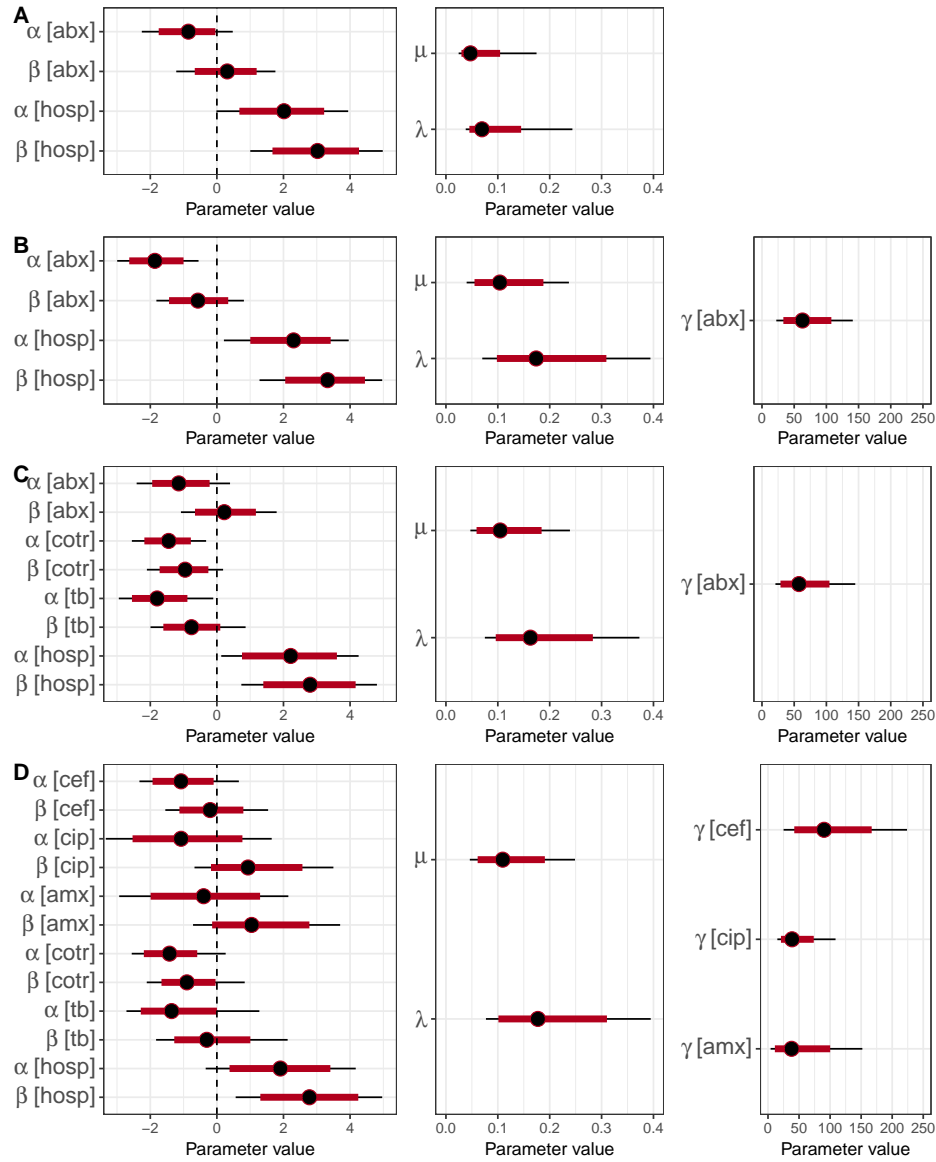 A
α [abx]
β [abx]
α [hosp]
β [hosp]
−2 0 2 4
Parameter value
μ
λ
0.0 0.1 0.2 0.3 0.4
Parameter value
B
α [abx]
β [abx]
α [hosp]
β [hosp]
−2 0 2 4
Parameter value
μ
λ
0.0 0.1 0.2 0.3 0.4
Parameter value
γ [abx]
0 50 100 150 200 250
Parameter value
C
α [abx]
β [abx]
α [cotr]
β [cotr]
α [tb]
β [tb]
α [hosp]
β [hosp]
−2 0 2 4
Parameter value
μ
λ
0.0 0.1 0.2 0.3 0.4
Parameter value
γ [abx]
0 50 100 150 200 250
Parameter value
D
α [cef]
β [cef]
α [cip]
β [cip]
α [amx]
β [amx]
α [cotr]
β [cotr]
α [tb]
β [tb]
α [hosp]
β [hosp]
−2 0 2 4
Parameter value
μ
λ
0.0 0.1 0.2 0.3 0.4
Parameter value
γ [cef]
γ [cip]
γ [amx]
0 50 100 150 200 250
Parameter value